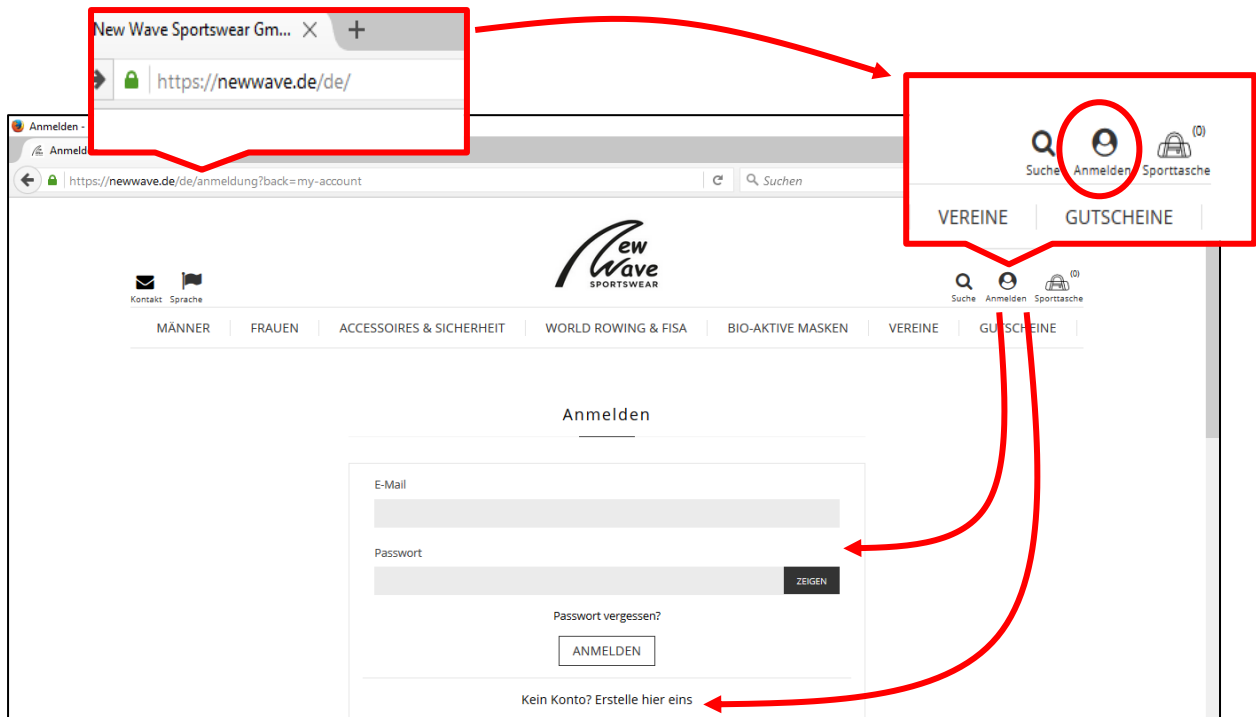 New Wave Sportswear Gm...
https://newwave.de/de/
(0)
Suche Anmelden Sporttasche
VEREINE GUTSCHEINE
Anmelden -
Anmeld
https://newwave.de/de/anmeldung?back=my-account
Suchen
New
Wave
SPORTSWEAR
Kontakt Sprache
(0)
Suche Anmelden Sporttasche
MÄNNER FRAUEN ACCESSOIRES & SICHERHEIT WORLD ROWING & FISA BIO-AKTIVE MASKEN VEREINE GUTSCHEINE
Anmelden
E-Mail
Passwort
ZEIGEN
Passwort vergessen?
ANMELDEN
Kein Konto? Erstelle hier eins